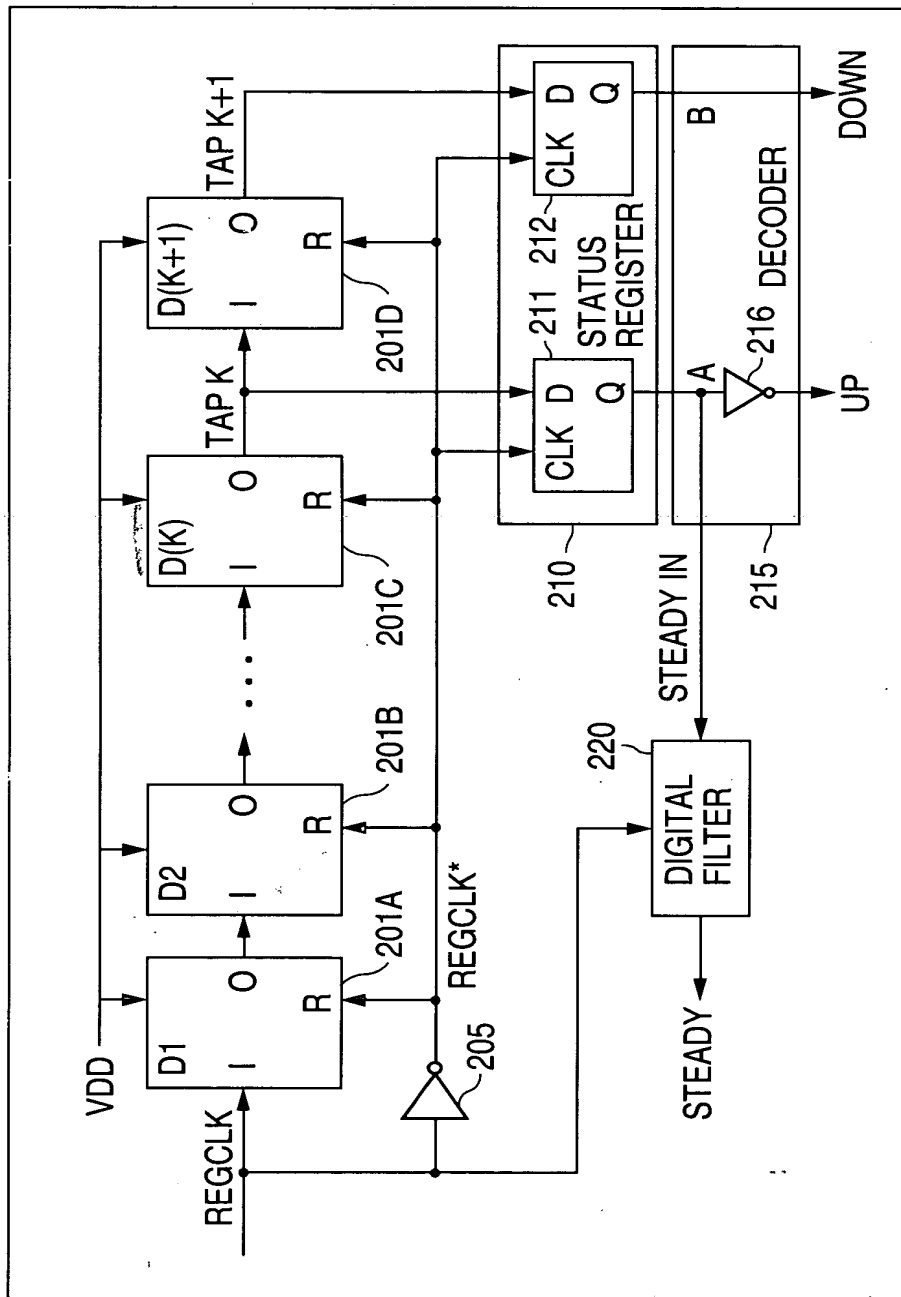 VDD
D1
I
O
R
201A
D2
I
O
R
201B
D(K)
I
O
R
201C
TAP K
D(K+1)
I
O
R
201D
TAP K+1
REGCLK
205
REGCLK*
CLK
D
Q
211
STATUS
REGISTER
CLK
D
Q
212
210
A
216
UP
B
DOWN
DECODER
215
STEADY IN
220
DIGITAL
FILTER
STEADY